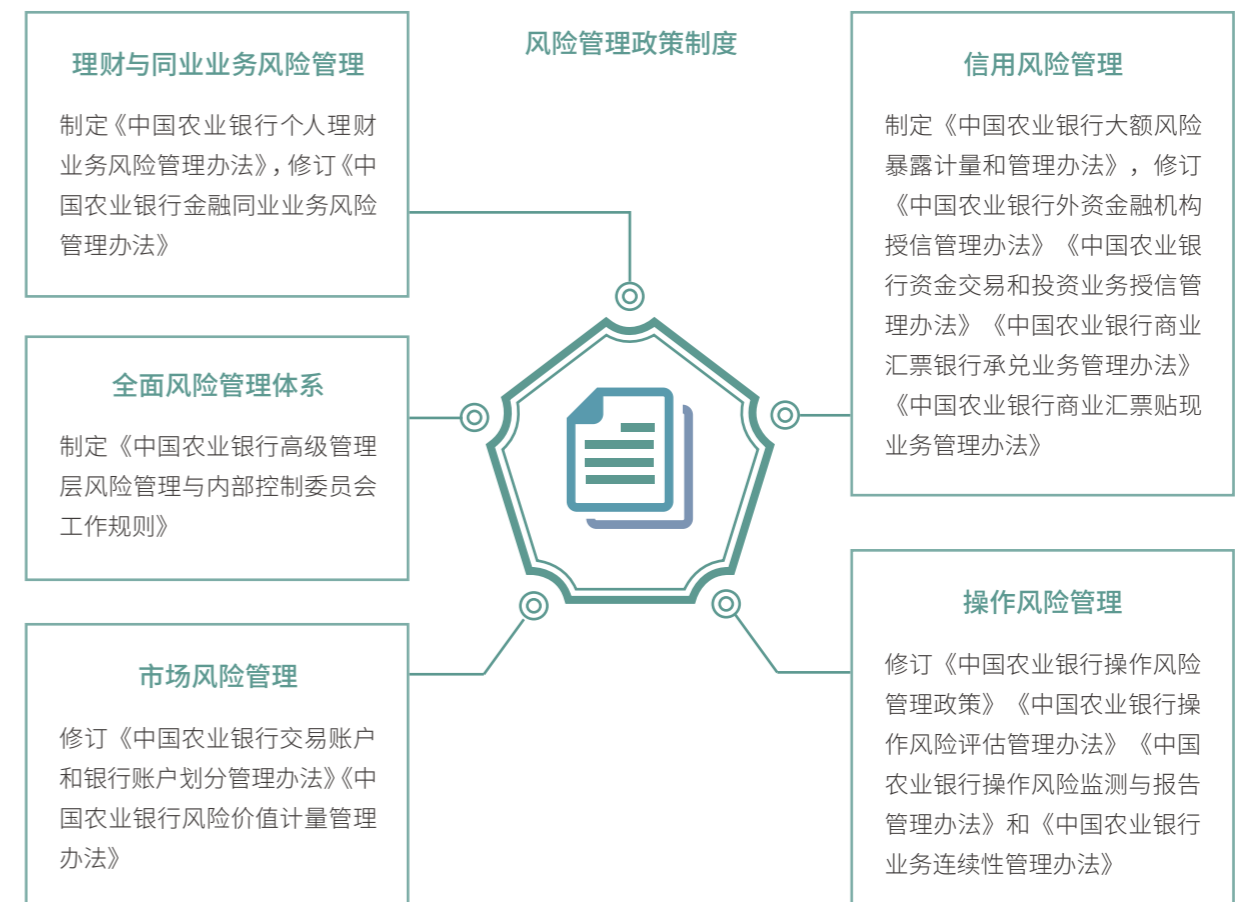 风险管理政策制度
理财与同业业务风险管理
制定《中国农业银行个人理财
业务风险管理办法》，修订《中
国农业银行金融同业业务风险
管理办法》
全面风险管理体系
制定《中国农业银行高级管理
层风险管理与内部控制委员会
工作规则》
市场风险管理
修订《中国农业银行交易账户
和银行账户划分管理办法》《中
国农业银行风险价值计量管理
办法》
信用风险管理
制定《中国农业银行大额风险
暴露计量和管理办法》，修订
《中国农业银行外资金融机构
授信管理办法》《中国农业银
行资金交易和投资业务授信管
理办法》《中国农业银行商业
汇票银行承兑业务管理办法》
《中国农业银行商业汇票贴现
业务管理办法》
操作风险管理
修订《中国农业银行操作风险
管理政策》《中国农业银行操
作风险评估管理办法》《中国
农业银行操作风险监测与报告
管理办法》和《中国农业银行
业务连续性管理办法》